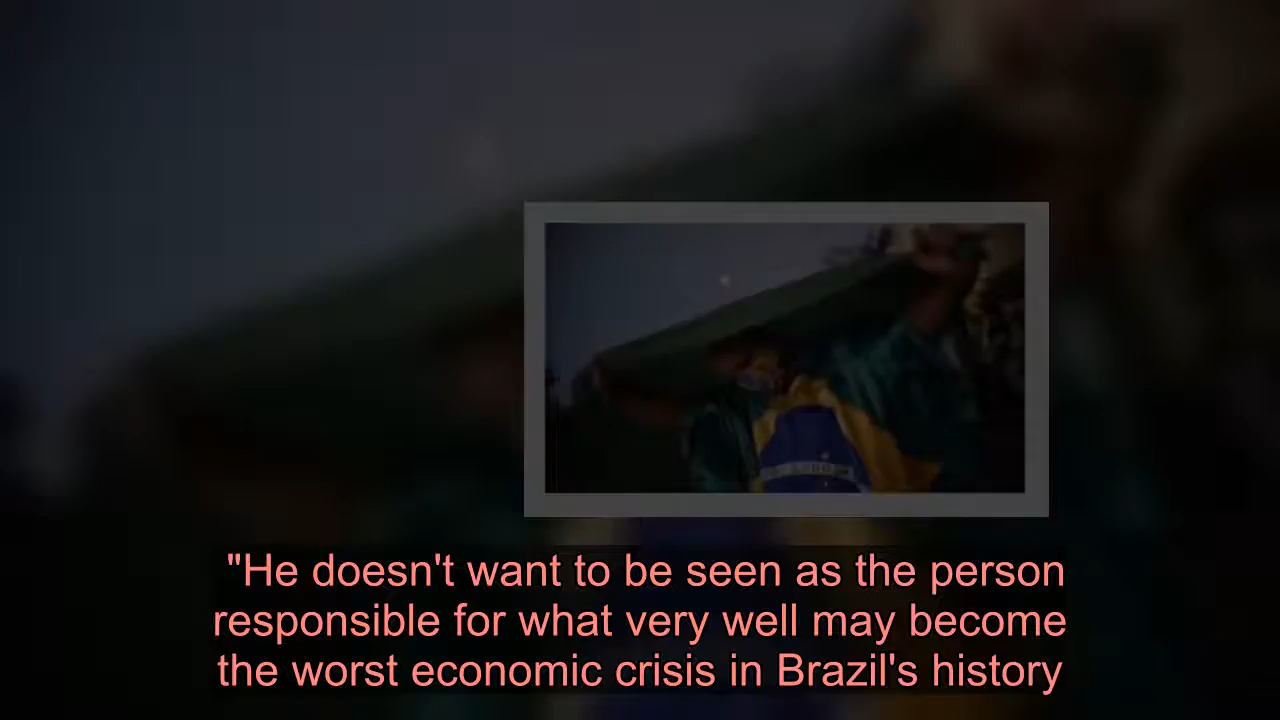 "He doesn't want to be seen as the person
responsible for what very well may become
the worst economic crisis in Brazil's history